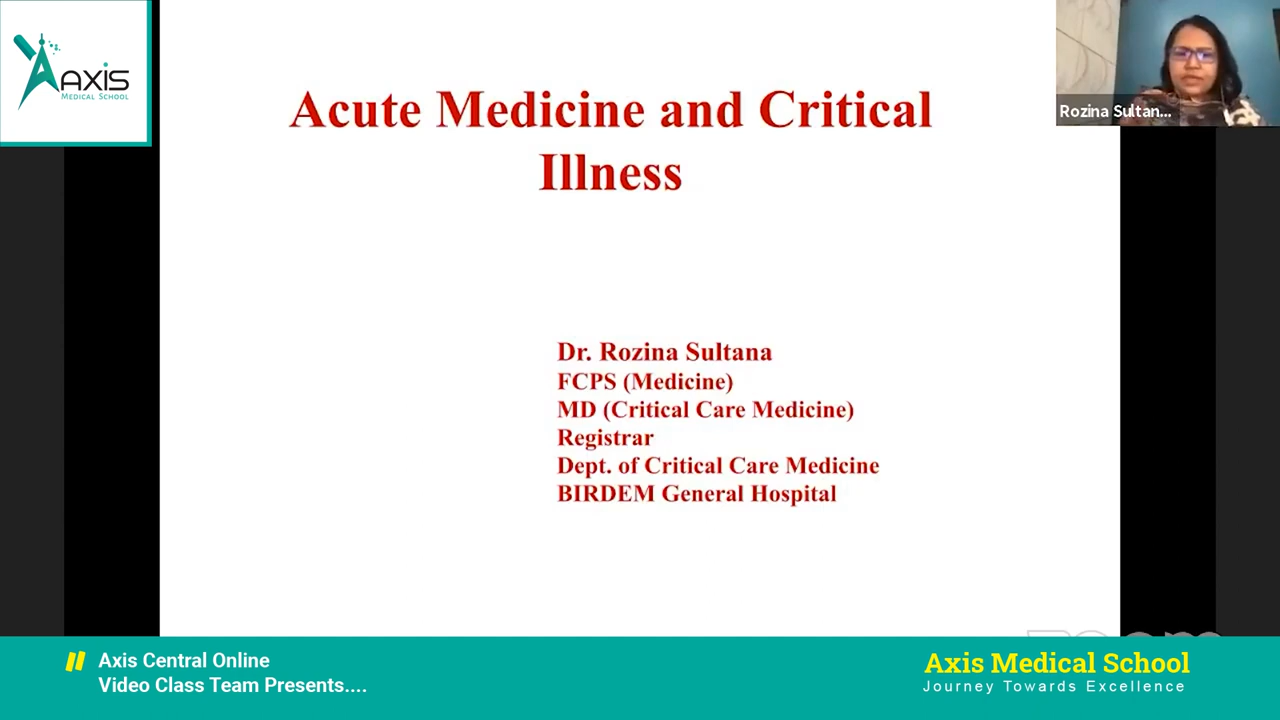 AXIS
MEDICAL SCHOOL
Acute Medicine and Critical
Illness
Rozina Sultan...
Dr. Rozina Sultana
FCPS (Medicine)
MD (Critical Care Medicine)
Registrar
Dept. of Critical Care Medicine
BIRDEM General Hospital
Axis Central Online
Video Class Team Presents....
Axis Medical School
Journey Towards Excellence